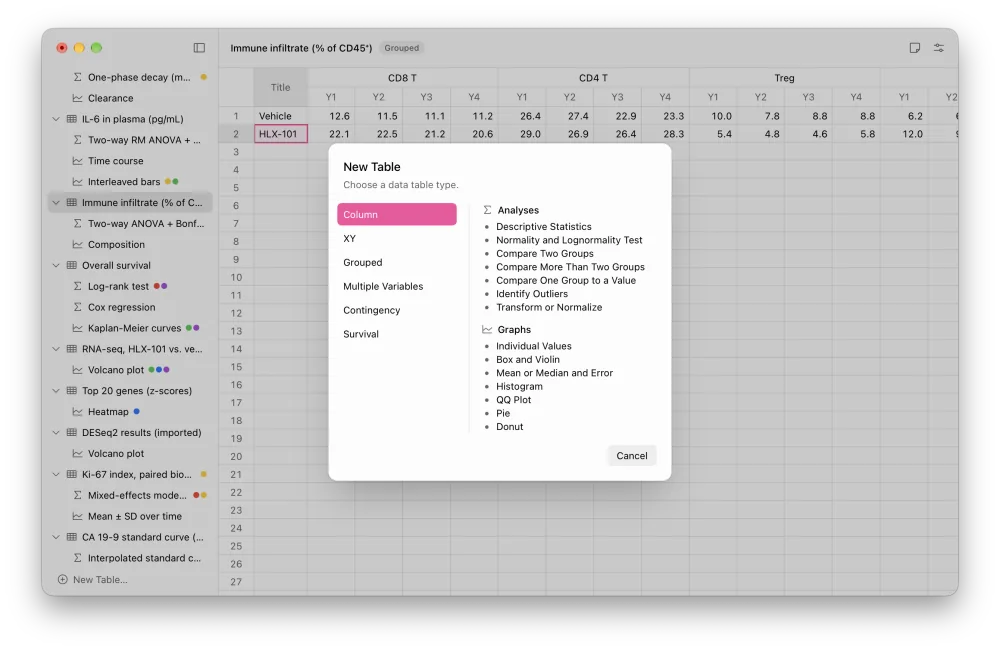 Immune infiltrate (% of CD45⁺) Grouped
One-phase decay (m...
Clearance
IL-6 in plasma (pg/mL)
Two-way RM ANOVA + ...
Time course
Interleaved bars
Immune infiltrate (% of C...
Two-way ANOVA + Bonf...
Composition
Overall survival
Log-rank test
Cox regression
Kaplan-Meier curves
RNA-seq, HLX-101 vs. ve...
Volcano plot
Top 20 genes (z-scores)
Heatmap
DESeq2 results (imported)
Volcano plot
Ki-67 index, paired bio...
Mixed-effects mode...
Mean ± SD over time
CA 19-9 standard curve (...
Interpolated standard c...
New Table...
Title CD8 T CD4 T Treg
Y1 Y2 Y3 Y4 Y1 Y2 Y3 Y4 Y1 Y2 Y3 Y4 Y1 Y2
1 Vehicle 12.6 11.5 11.1 11.2 26.4 27.4 22.9 23.3 10.0 7.8 8.8 8.8 6.2
2 HLX-101 22.1 22.5 21.2 20.6 29.0 26.9 26.4 28.3 5.4 4.8 4.6 5.8 12.0
3
4
5
6
7
8
9
10
11
12
13
14
15
16
17
18
19
20
21
22
23
24
25
26
27
New Table
Choose a data table type.
Column
XY
Grouped
Multiple Variables
Contingency
Survival
Analyses
• Descriptive Statistics
• Normality and Lognormality Test
• Compare Two Groups
• Compare More Than Two Groups
• Compare One Group to a Value
• Identify Outliers
• Transform or Normalize
Graphs
• Individual Values
• Box and Violin
• Mean or Median and Error
• Histogram
• QQ Plot
• Pie
• Donut
Cancel